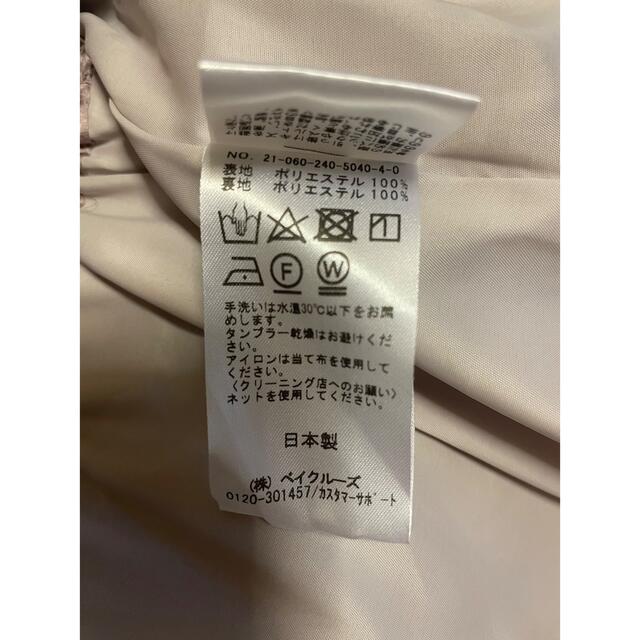 NO. 21-060-240-5040-4-0
表地 ポリエステル 100%
裏地 ポリエステル 100%
F
W
手洗いは水温30℃以下をお薦
めします。
タンブラー乾燥はお避けくだ
さい。
アイロンは当て布を使用して
ください。
〈クリーニング店へのお願い〉
ネットを使用してください。
日本製
(株) ベイクルーズ
0120-301457/カスタマーサポート